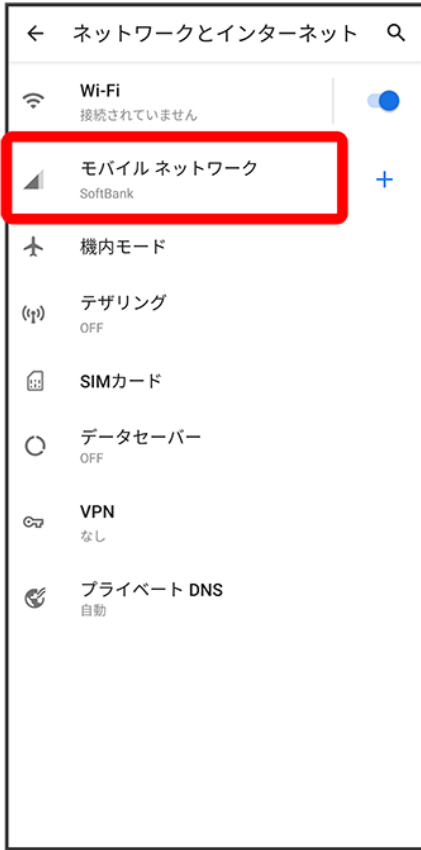 ネットワークとインターネット
Wi-Fi
接続されていません
モバイル ネットワーク
SoftBank
機内モード
テザリング
OFF
SIMカード
データセーバー
OFF
VPN
なし
プライベート DNS
自動